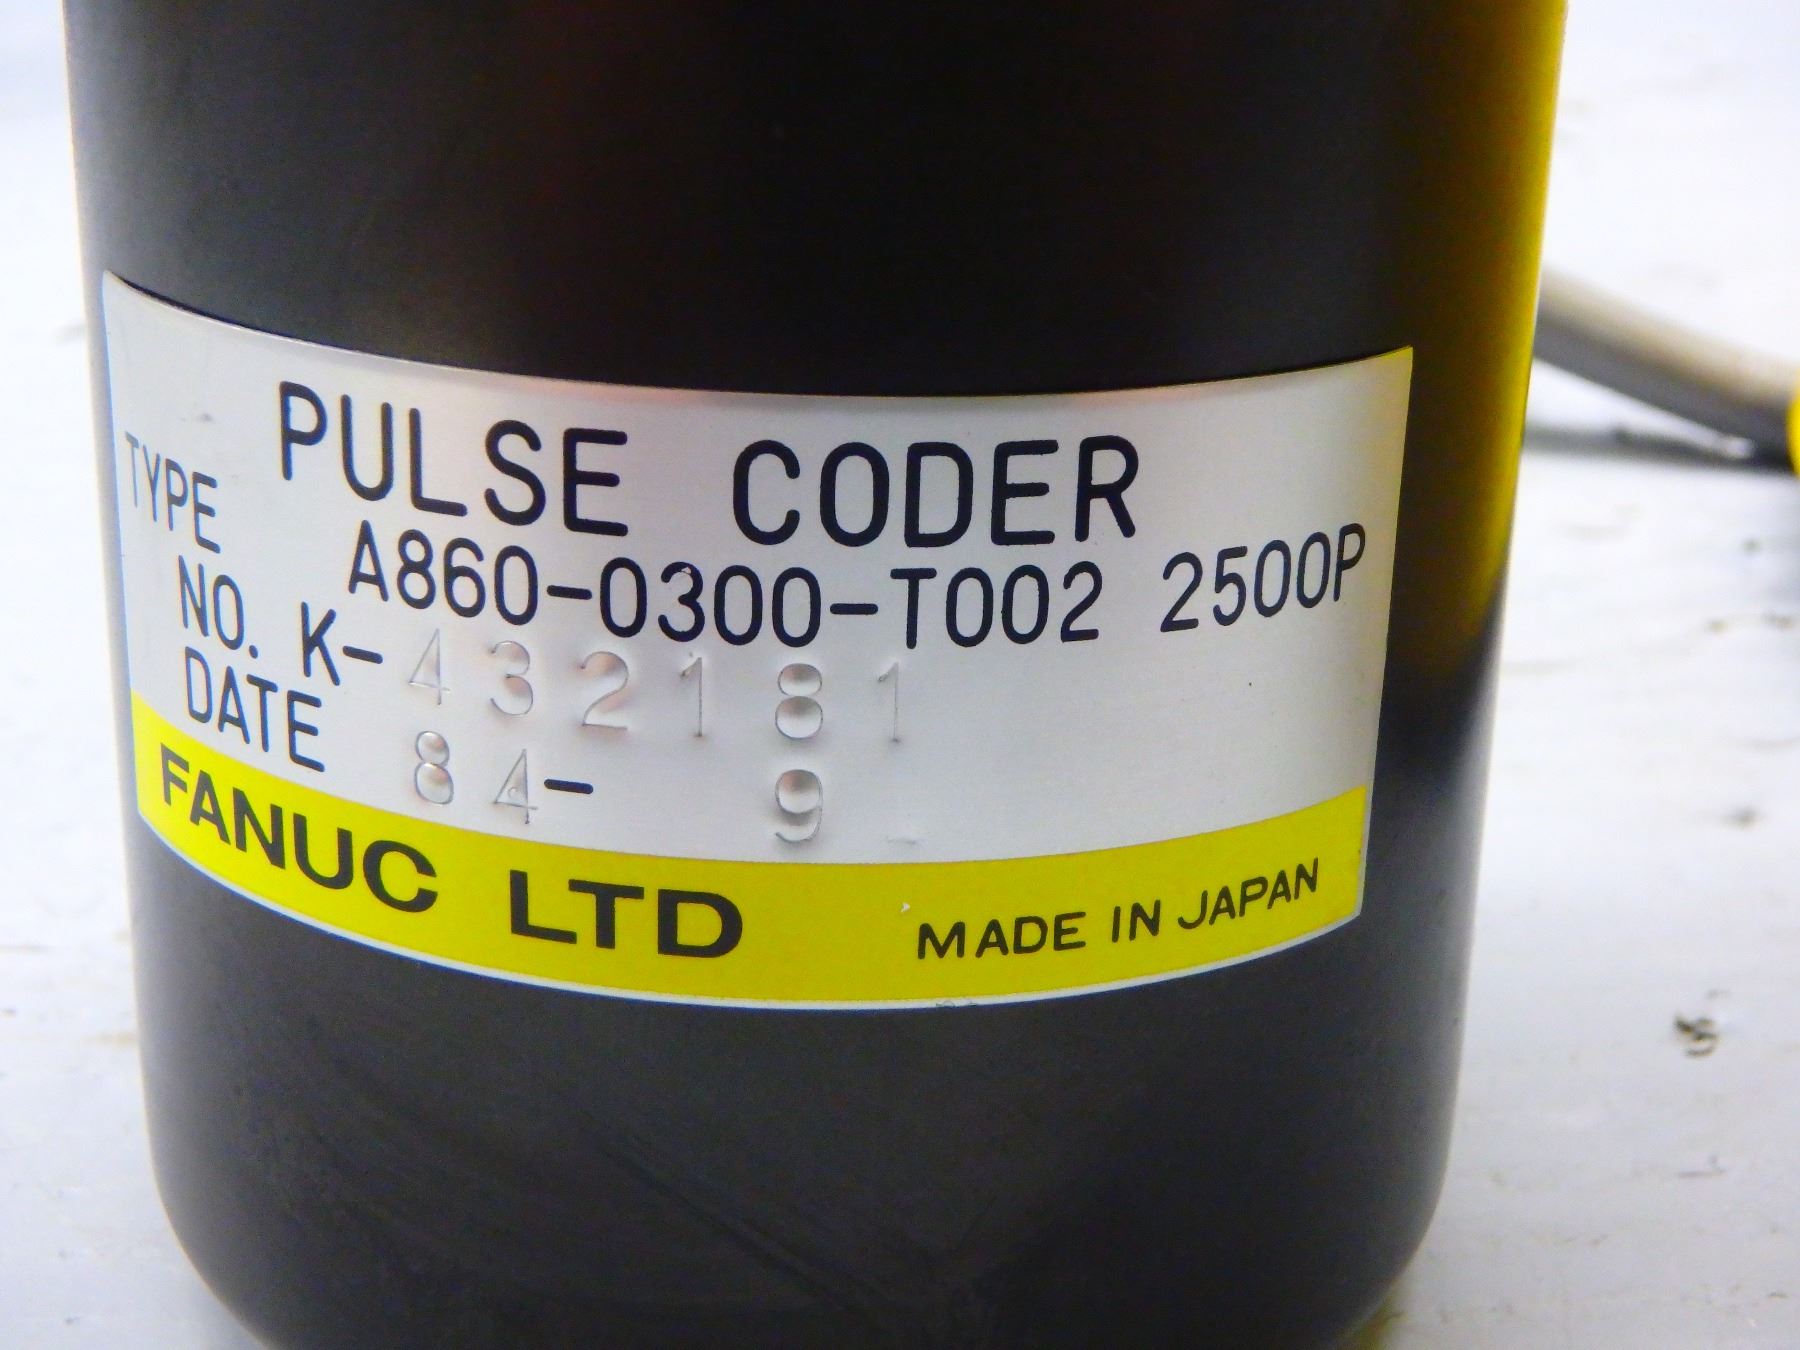 PULSE CODER
TYPE A860-0300-T002 2500P
NO. K-432181
DATE 84-9
FANUC LTD MADE IN JAPAN